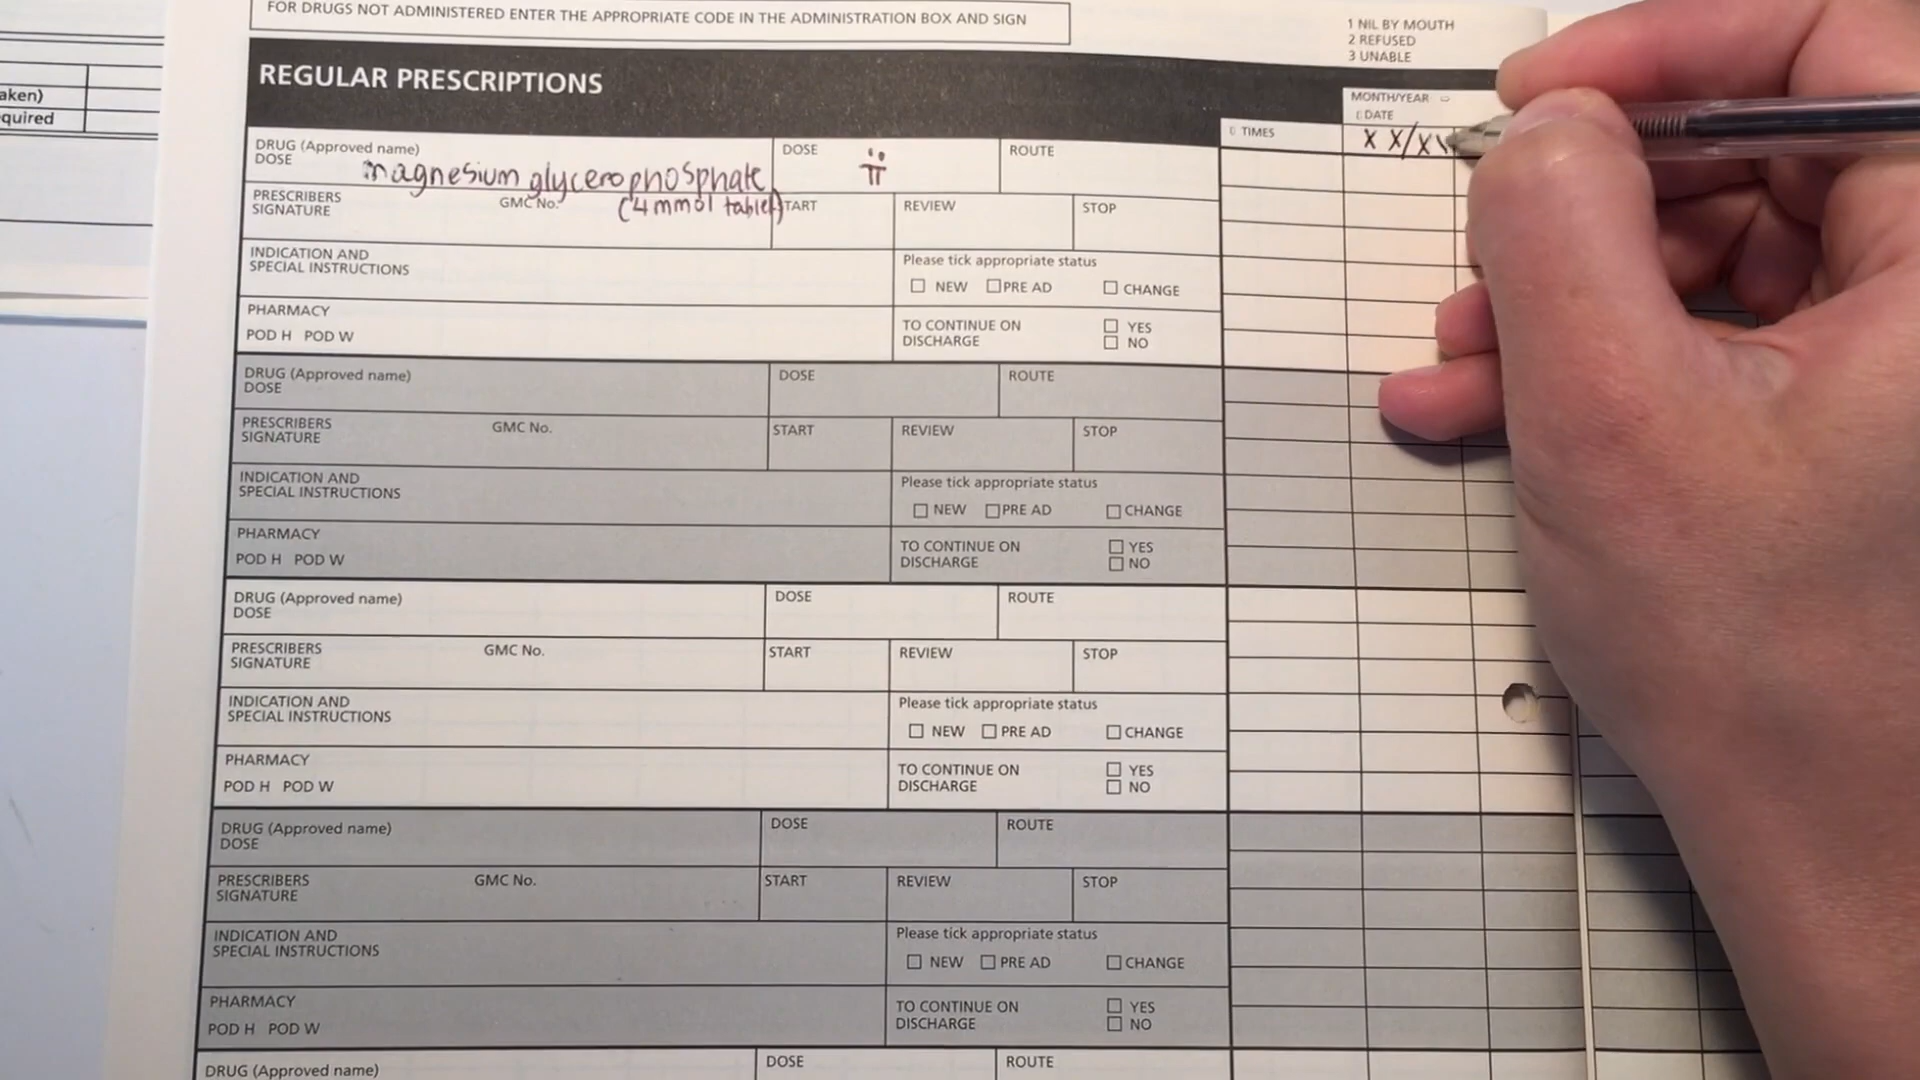 FOR DRUGS NOT ADMINISTERED ENTER THE APPROPRIATE CODE IN THE ADMINISTRATION BOX AND SIGN
1 NIL BY MOUTH
2 REFUSED
3 UNABLE
aken)
quired
REGULAR PRESCRIPTIONS
MONTH/YEAR
DATE
TIMES
X X/X
DRUG (Approved name)
DOSE
magnesium glycerophosphate
(4mmol tablet)
DOSE
ROUTE
PRESCRIBERS
SIGNATURE
GMC No.
START
REVIEW
STOP
INDICATION AND
SPECIAL INSTRUCTIONS
Please tick appropriate status
NEW PRE AD CHANGE
PHARMACY
POD H POD W
TO CONTINUE ON
DISCHARGE
YES
NO
DRUG (Approved name)
DOSE
DOSE
ROUTE
PRESCRIBERS
SIGNATURE
GMC No.
START
REVIEW
STOP
INDICATION AND
SPECIAL INSTRUCTIONS
Please tick appropriate status
NEW PRE AD CHANGE
PHARMACY
POD H POD W
TO CONTINUE ON
DISCHARGE
YES
NO
DRUG (Approved name)
DOSE
DOSE
ROUTE
PRESCRIBERS
SIGNATURE
GMC No.
START
REVIEW
STOP
INDICATION AND
SPECIAL INSTRUCTIONS
Please tick appropriate status
NEW PRE AD CHANGE
PHARMACY
POD H POD W
TO CONTINUE ON
DISCHARGE
YES
NO
DRUG (Approved name)
DOSE
DOSE
ROUTE
PRESCRIBERS
SIGNATURE
GMC No.
START
REVIEW
STOP
INDICATION AND
SPECIAL INSTRUCTIONS
Please tick appropriate status
NEW PRE AD CHANGE
PHARMACY
POD H POD W
TO CONTINUE ON
DISCHARGE
YES
NO
DRUG (Approved name)
DOSE
ROUTE